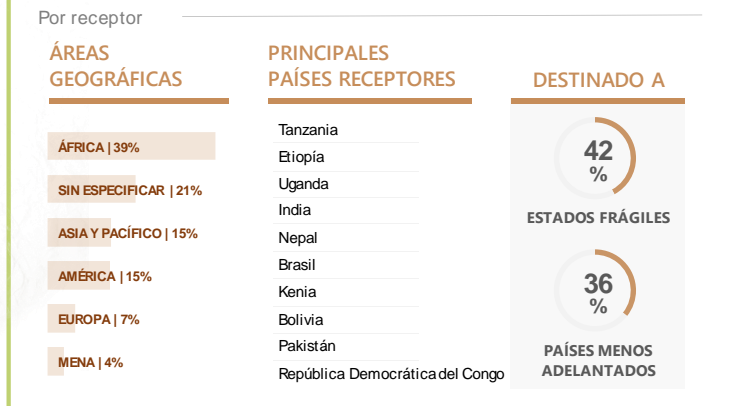 Por receptor
ÁREAS
GEOGRÁFICAS
ÁFRICA | 39%
SIN ESPECIFICAR | 21%
ASIA Y PACÍFICO | 15%
AMÉRICA | 15%
EUROPA | 7%
MENA | 4%
PRINCIPALES
PAÍSES RECEPTORES
Tanzania
Etiopía
Uganda
India
Nepal
Brasil
Kenia
Bolivia
Pakistán
República Democrática del Congo
DESTINADO A
42
%
ESTADOS FRÁGILES
36
%
PAÍSES MENOS
ADELANTADOS